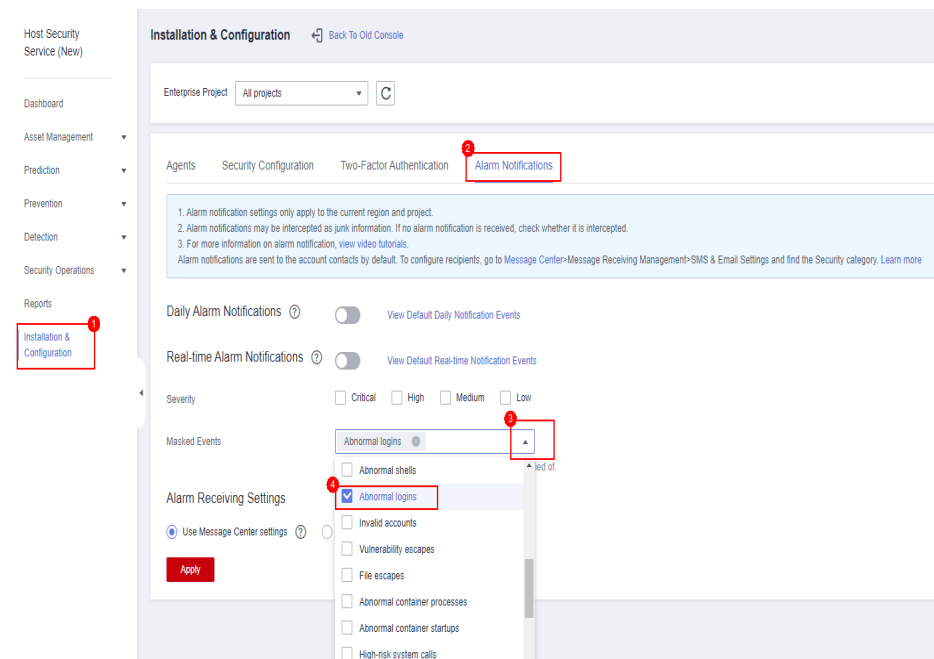 Host Security
Service (New)
Dashboard
Asset Management
Prediction
Prevention
Detection
Security Operations
Reports
1
Installation &
Configuration
Installation & Configuration Back To Old Console
Enterprise Project All projects
2
Agents Security Configuration Two-Factor Authentication Alarm Notifications
1. Alarm notification settings only apply to the current region and project.
2. Alarm notifications may be intercepted as junk information. If no alarm notification is received, check whether it is intercepted.
3. For more information on alarm notification, view video tutorials.
Alarm notifications are sent to the account contacts by default. To configure recipients, go to Message Center>Message Receiving Management>SMS & Email Settings and find the Security category. Learn more
Daily Alarm Notifications ? View Default Daily Notification Events
Real-time Alarm Notifications ? View Default Real-time Notification Events
Severity Critical High Medium Low
3
Masked Events Abnormal logins
Abnormal shells
4
Alarm Receiving Settings Abnormal logins
Invalid accounts
Use Message Center settings ?
Vulnerability escapes
Apply File escapes
Abnormal container processes
Abnormal container startups
High-risk system calls